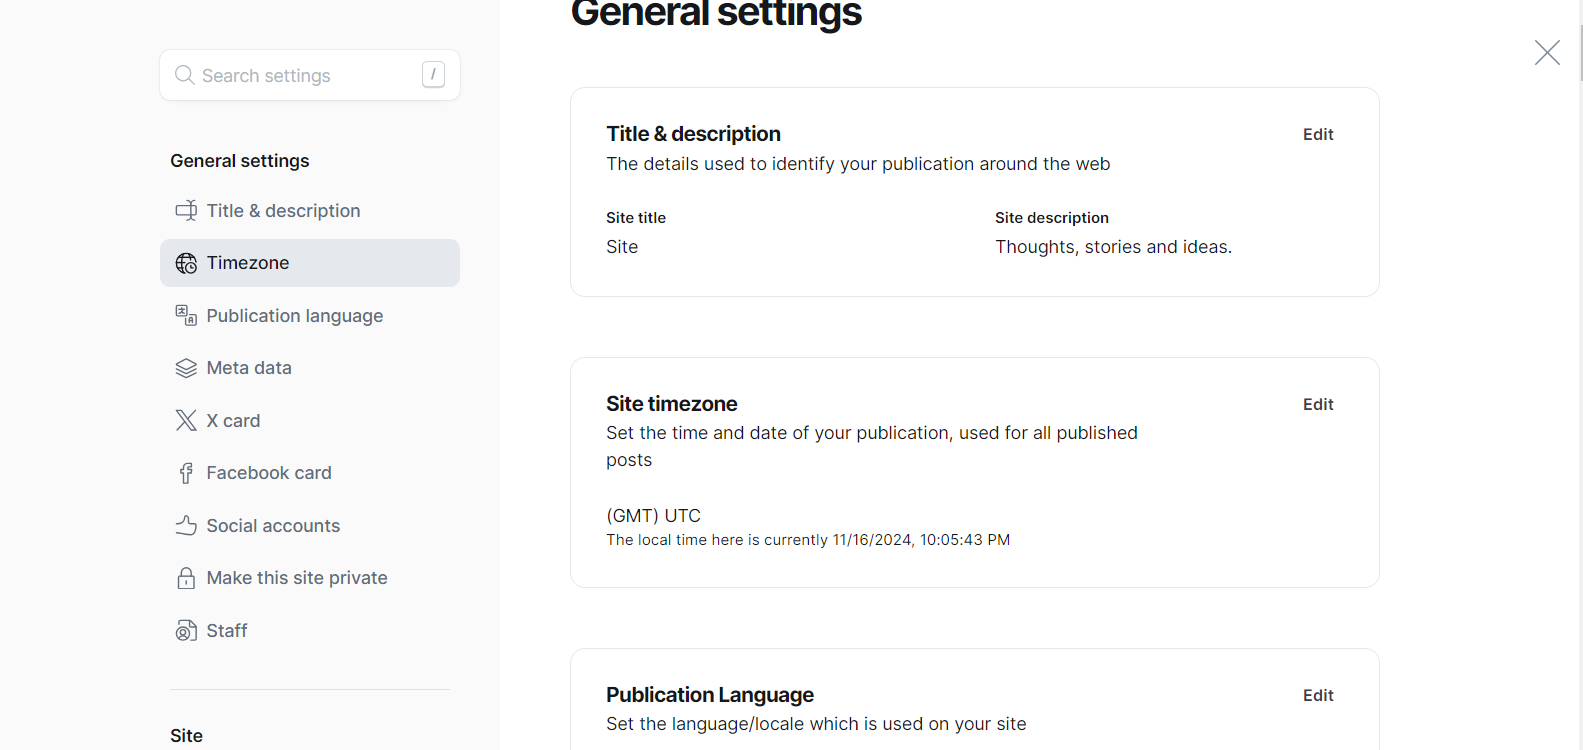 General settings
Search settings /
General settings
Title & description
Timezone
Publication language
Meta data
X card
Facebook card
Social accounts
Make this site private
Staff
Site
Title & description
Edit
The details used to identify your publication around the web
Site title
Site
Site description
Thoughts, stories and ideas.
Site timezone
Edit
Set the time and date of your publication, used for all published
posts
(GMT) UTC
The local time here is currently 11/16/2024, 10:05:43 PM
Publication Language
Edit
Set the language/locale which is used on your site